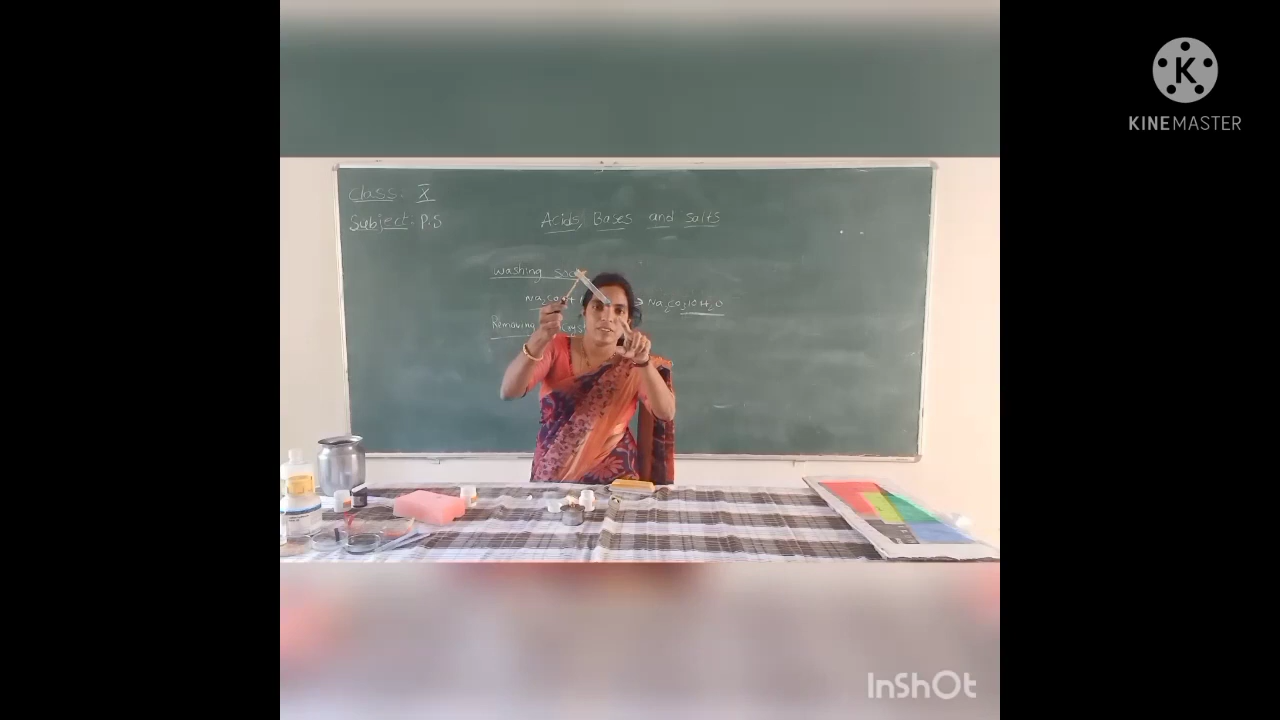 Class: X
Subject: P.S
Acids, Bases and Salts
Washing
Na2CO3 + → Na2CO3 10H2O
Removing
KINEMASTER
InShOt